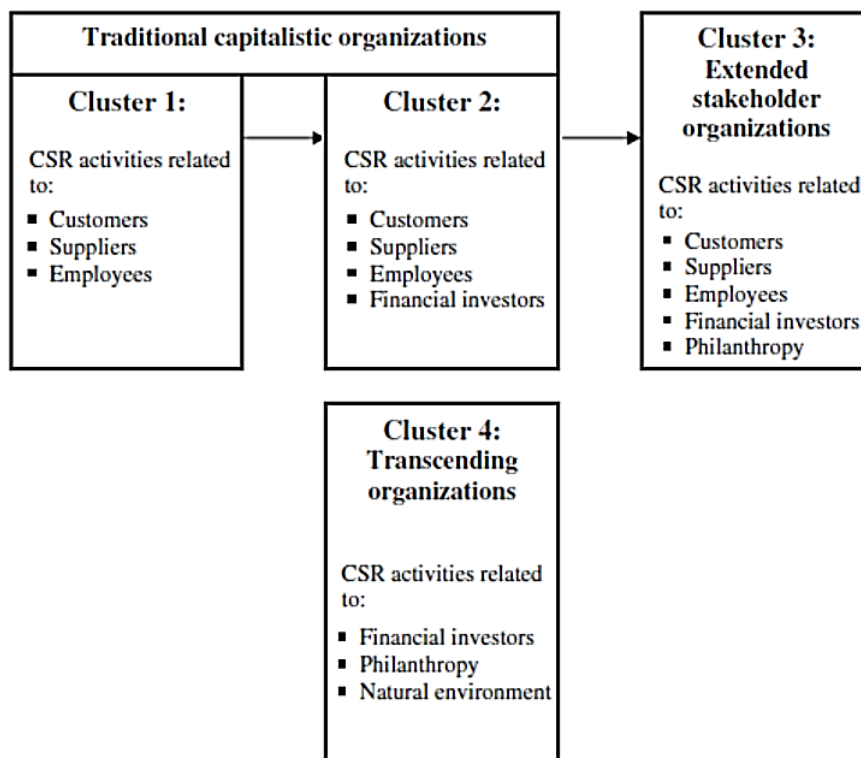 Traditional capitalistic organizations
Cluster 1:
CSR activities related
to:
▪ Customers
▪ Suppliers
▪ Employees
Cluster 2:
CSR activities related
to:
▪ Customers
▪ Suppliers
▪ Employees
▪ Financial investors
Cluster 3:
Extended
stakeholder
organizations
CSR activities related
to:
▪ Customers
▪ Suppliers
▪ Employees
▪ Financial investors
▪ Philanthropy
Cluster 4:
Transcending
organizations
CSR activities related
to:
▪ Financial investors
▪ Philanthropy
▪ Natural environment